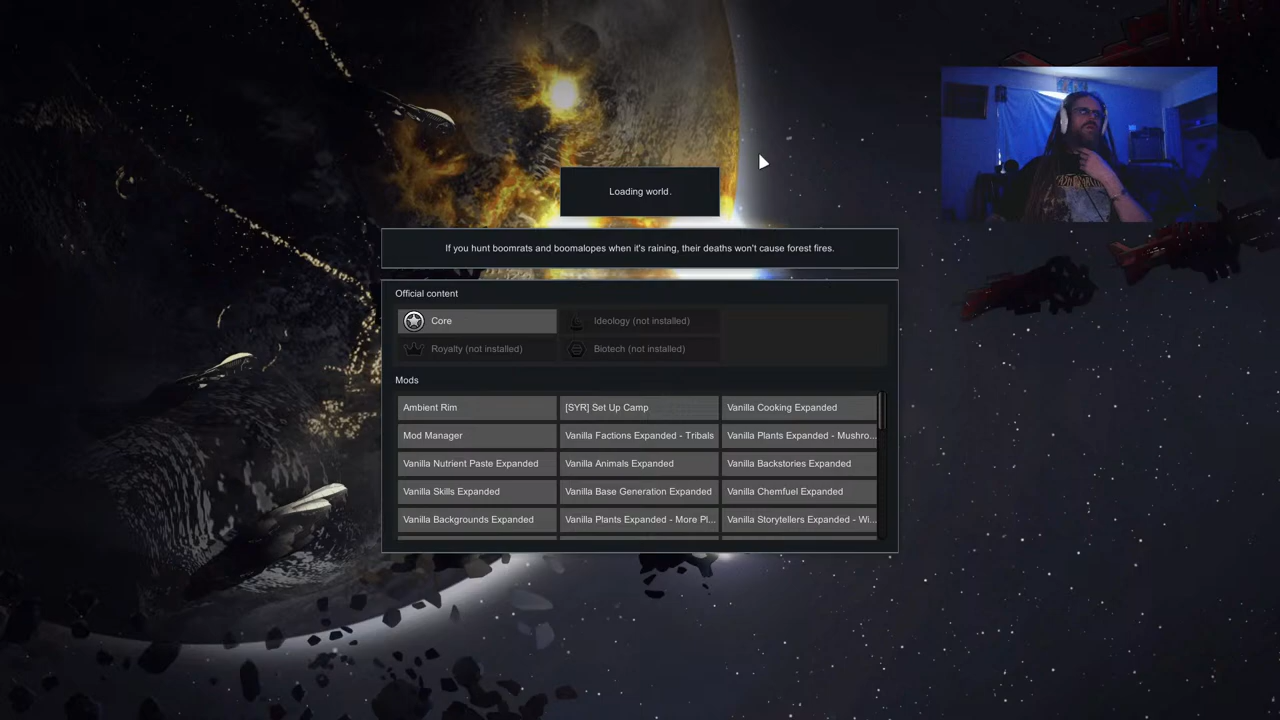 Loading world.
If you hunt boomrats and boomalopes when it's raining, their deaths won't cause forest fires.
Official content
Core
Ideology (not installed)
Royalty (not installed)
Biotech (not installed)
Mods
Ambient Rim
[SYR] Set Up Camp
Vanilla Cooking Expanded
Mod Manager
Vanilla Factions Expanded - Tribals
Vanilla Plants Expanded - Mushro...
Vanilla Nutrient Paste Expanded
Vanilla Animals Expanded
Vanilla Backstories Expanded
Vanilla Skills Expanded
Vanilla Base Generation Expanded
Vanilla Chemfuel Expanded
Vanilla Backgrounds Expanded
Vanilla Plants Expanded - More Pl...
Vanilla Storytellers Expanded - Wi...